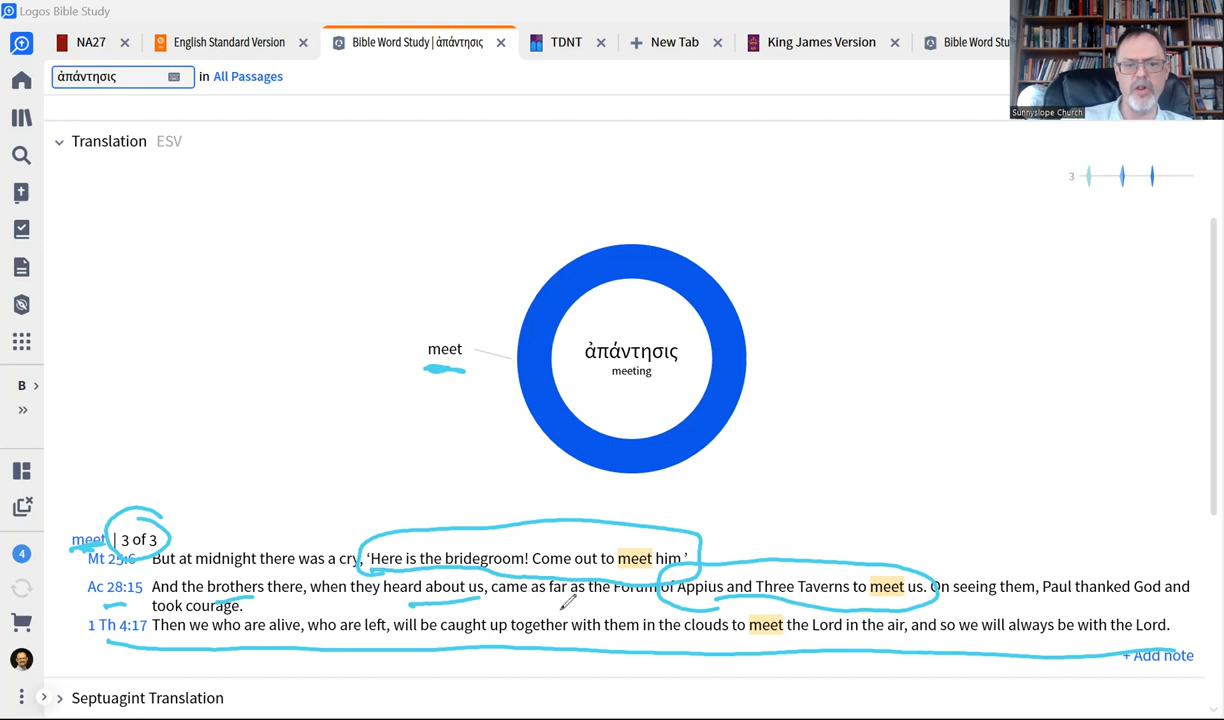 Logos Bible Study
NA27
English Standard Version
Bible Word Study | ἀπάντησις
TDNT
New Tab
King James Version
Bible Word Stu
ἀπάντησις
in All Passages
Sunnyslope Church
Translation ESV
3
meet
ἀπάντησις
meeting
B
meet | 3 of 3
Mt 25:6 But at midnight there was a cry, ‘Here is the bridegroom! Come out to meet him.’
Ac 28:15 And the brothers there, when they heard about us, came as far as the Forum of Appius and Three Taverns to meet us. On seeing them, Paul thanked God and
took courage.
1 Th 4:17 Then we who are alive, who are left, will be caught up together with them in the clouds to meet the Lord in the air, and so we will always be with the Lord.
+ Add note
4
Septuagint Translation